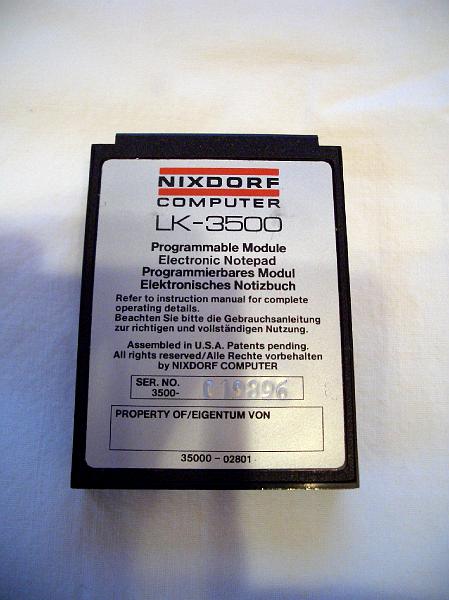 NIXDORF
COMPUTER
LK-3500
Programmable Module
Electronic Notepad
Programmierbares Modul
Elektronisches Notizbuch
Refer to instruction manual for complete
operating details.
Beachten Sie bitte die Gebrauchsanleitung
zur richtigen und vollständigen Nutzung.
Assembled in U.S.A. Patents pending.
All rights reserved/Alle Rechte vorbehalten
by NIXDORF COMPUTER
SER. NO.
3500-
PROPERTY OF/EIGENTUM VON
35000-02801